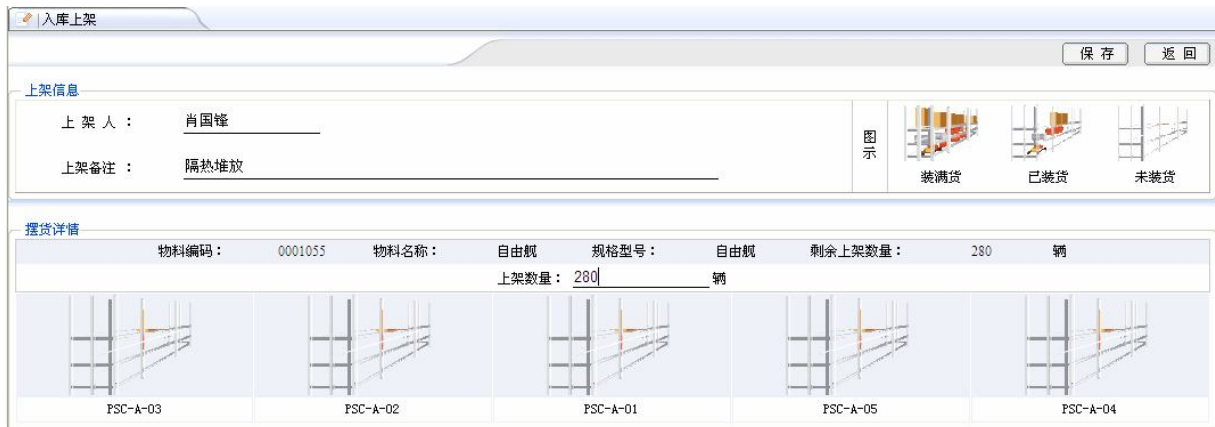 入库上架
保 存 返 回
上架信息
上 架 人 ： 肖国锋
图示
上架备注 ： 隔热堆放
装满货 已装货 未装货
摆货详情
物料编码： 0001055 物料名称： 自由舰 规格型号： 自由舰 剩余上架数量： 280 辆
上架数量： 280 辆
PSC-A-03 PSC-A-02 PSC-A-01 PSC-A-05 PSC-A-04